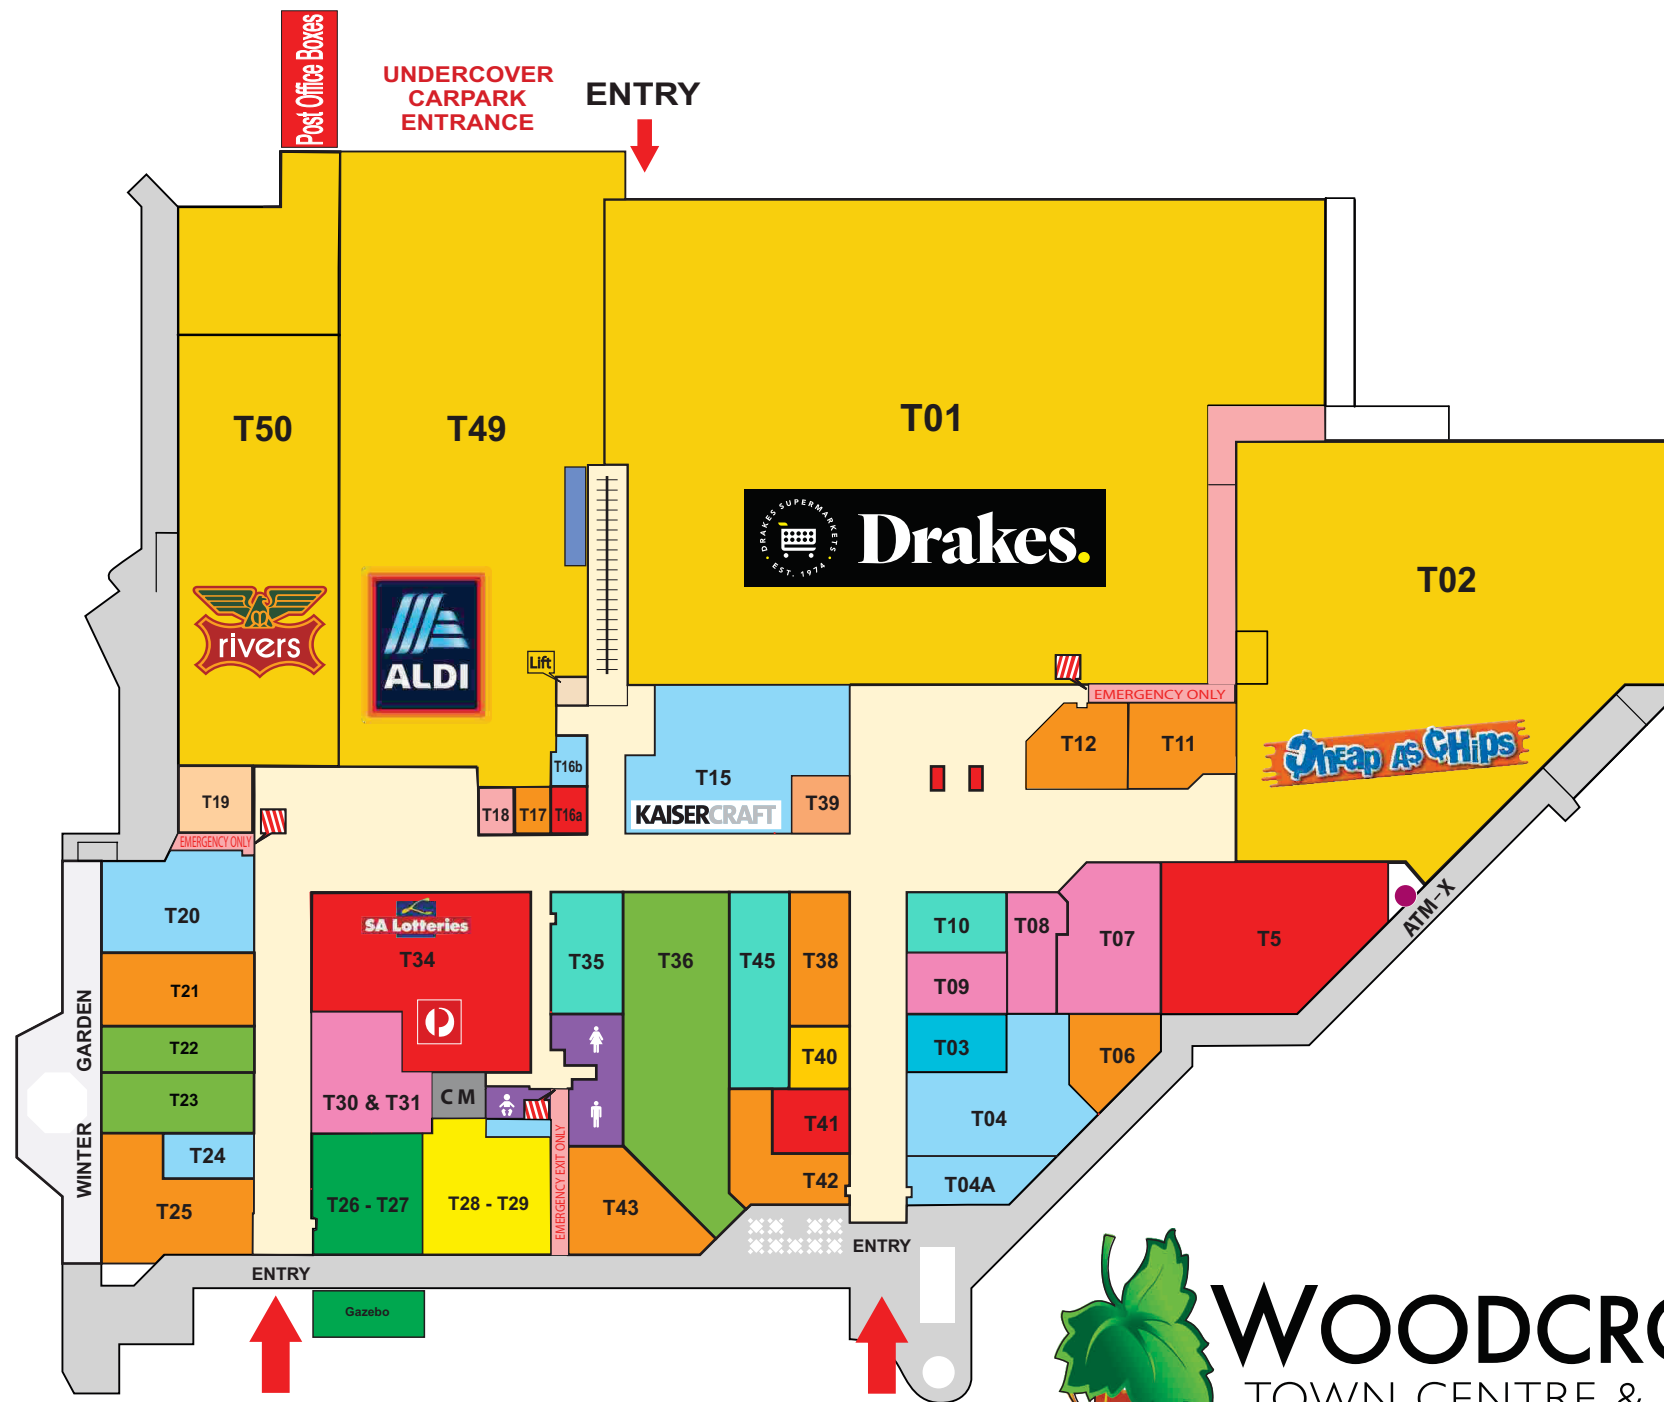 Post Office Boxes
UNDERCOVER
CARPARK
ENTRANCE
ENTRY
T50
T49
T01
DRAKES SUPERMARKETS
EST. 1974
Drakes.
T02
rivers
ALDI
Lift
EMERGENCY ONLY
T12
T11
Cheap AS CHips
T16b
T15
KAISERCRAFT
T39
T19
T18
T17
T16a
EMERGENCY ONLY
T20
SA Lotteries
T34
T35
T36
T45
T38
T10
T08
T07
T5
ATM-X
T09
T21
T22
T23
T24
T25
WINTER GARDEN
T30 & T31
C M
T40
T41
T42
T03
T06
T04
T04A
T26 - T27
T28 - T29
EMERGENCY EXIT ONLY
T43
ENTRY
ENTRY
Gazebo
WOODCRO
TOWN CENTRE &